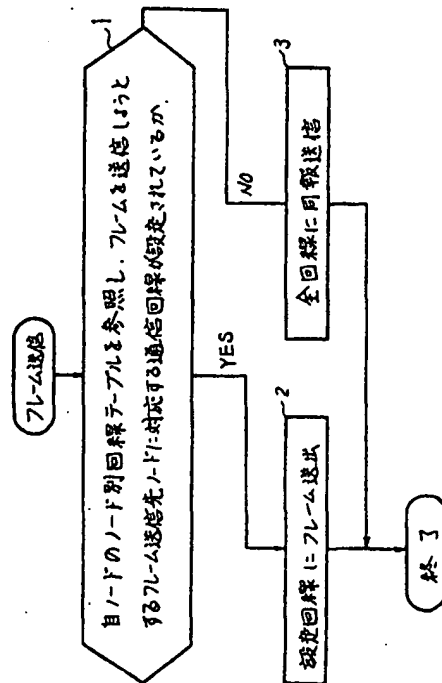 フレーム送信
1
自ノードのノード別回線テーブルを参照し、フレームを送信しようと
するフレーム送信先ノードに対応する通信回線が設定されているか.
YES
NO
2
設定回線にフレーム送出
3
全回線に同報送信
終了